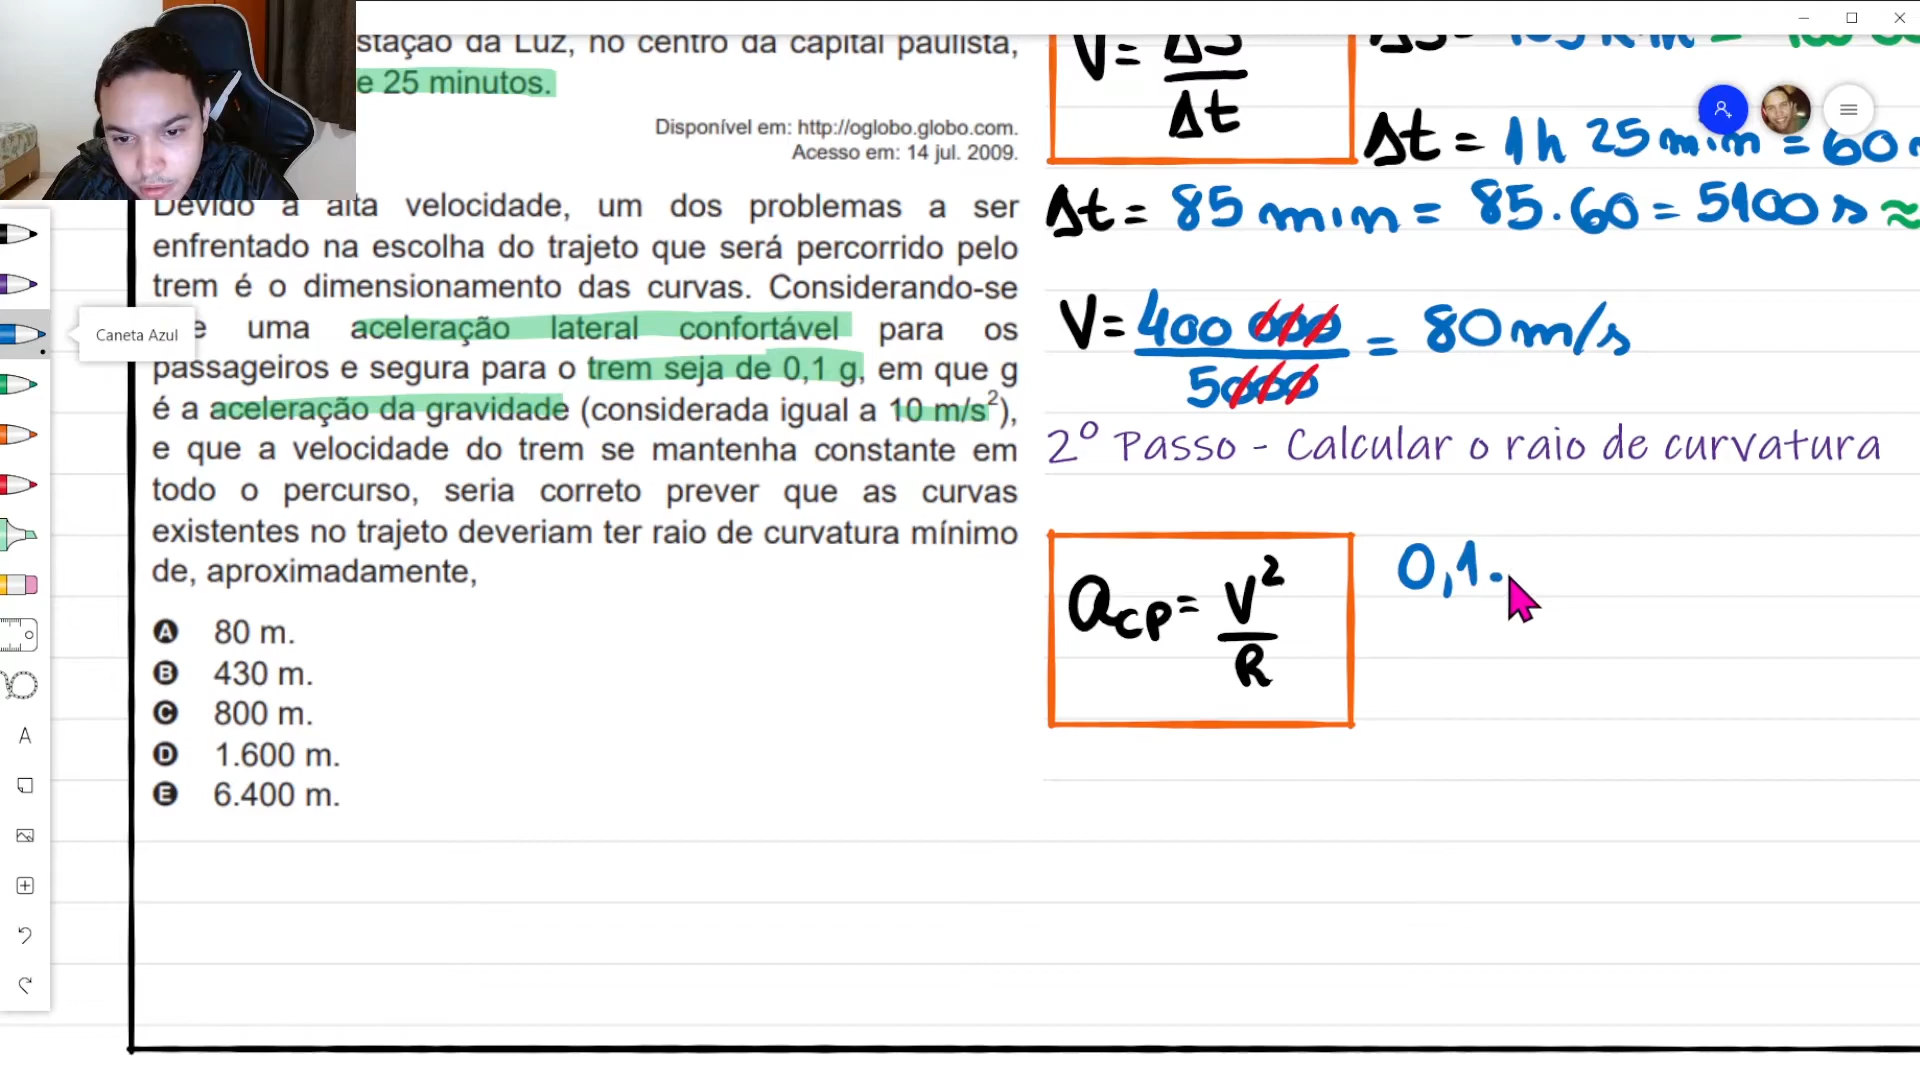 stação da Luz, no centro da capital paulista,
e 25 minutos.
Disponível em: http://oglobo.globo.com.
Acesso em: 14 jul. 2009.
Devido à alta velocidade, um dos problemas a ser
enfrentado na escolha do trajeto que será percorrido pelo
trem é o dimensionamento das curvas. Considerando-se
e uma aceleração lateral confortável para os
passageiros e segura para o trem seja de 0,1 g, em que g
é a aceleração da gravidade (considerada igual a 10 m/s²),
e que a velocidade do trem se mantenha constante em
todo o percurso, seria correto prever que as curvas
existentes no trajeto deveriam ter raio de curvatura mínimo
de, aproximadamente,
A 80 m.
B 430 m.
C 800 m.
D 1.600 m.
E 6.400 m.
Caneta Azul
A
V = ΔS
Δt
Δt = 1h 25 min = 60
Δt = 85 min = 85.60 = 5100 s ≈
V = 400 000 = 80 m/s
5000
2º Passo - Calcular o raio de curvatura
acp = V²
R
0,1.